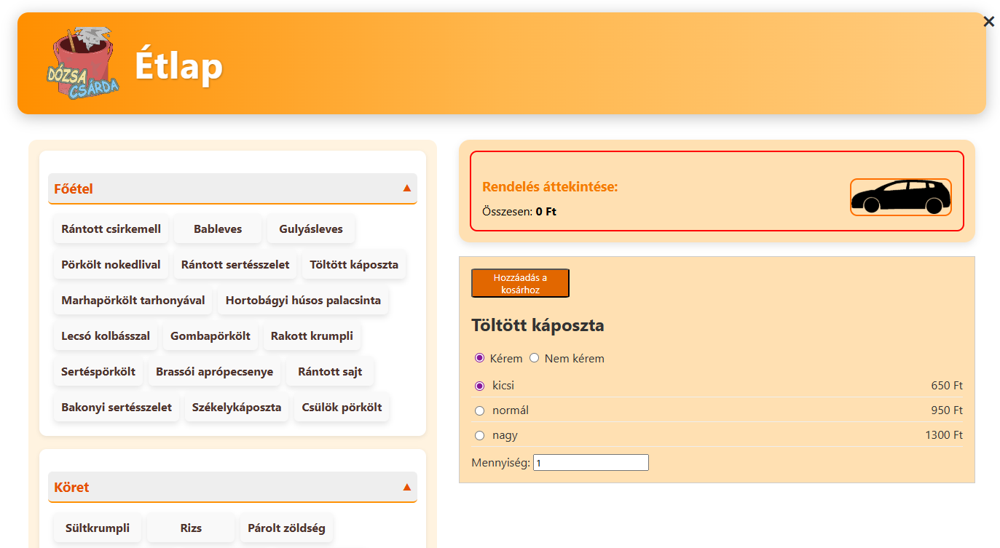 DÓZSA
CSÁRDA
Étlap
×
Főétel ▲
Rántott csirkemell Bableves Gulyásleves
Pörkölt nokedlival Rántott sertésszelet Töltött káposzta
Marhapörkölt tarhonyával Hortobágyi húsos palacsinta
Lecsó kolbásszal Gombapörkölt Rakott krumpli
Sertéspörkölt Brassói aprópecsenye Rántott sajt
Bakonyi sertésszelet Székelykáposzta Csülök pörkölt
Köret ▲
Sültkrumpli Rizs Párolt zöldség
Rendelés áttekintése:
Összesen: 0 Ft
Hozzáadás a
kosárhoz
Töltött káposzta
Kérem Nem kérem
kicsi 650 Ft
normál 950 Ft
nagy 1300 Ft
Mennyiség: 1